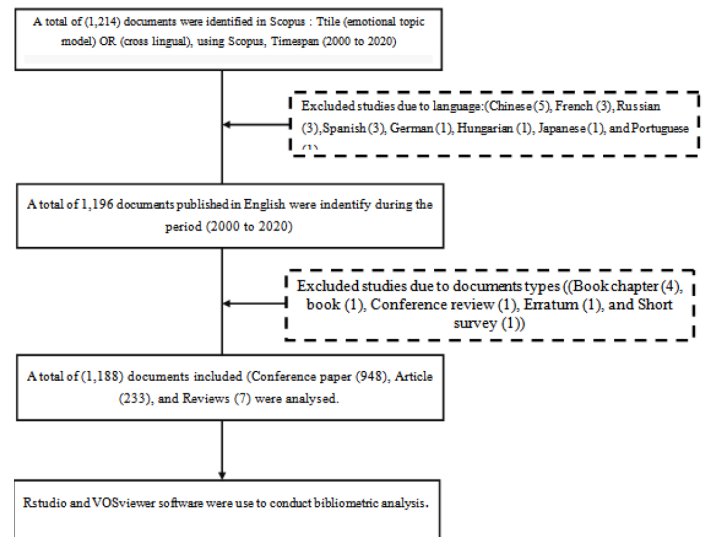 A total of (1,214) documents were identified in Scopus : Ttile (emotional topic
model) OR (cross lingual), using Scopus, Timespan (2000 to 2020)
Excluded studies due to language:(Chinese (5), French (3), Russian
(3),Spanish (3), German (1), Hungarian (1), Japanese (1), and Portuguese
(1)
A total of 1,196 documents published in English were indentify during the
period (2000 to 2020)
Excluded studies due to documents types ((Book chapter (4),
book (1), Conference review (1), Erratum (1), and Short
survey (1))
A total of (1,188) documents included (Conference paper (948), Article
(233), and Reviews (7) were analysed.
Rstudio and VOSviewer software were use to conduct bibliometric analysis.